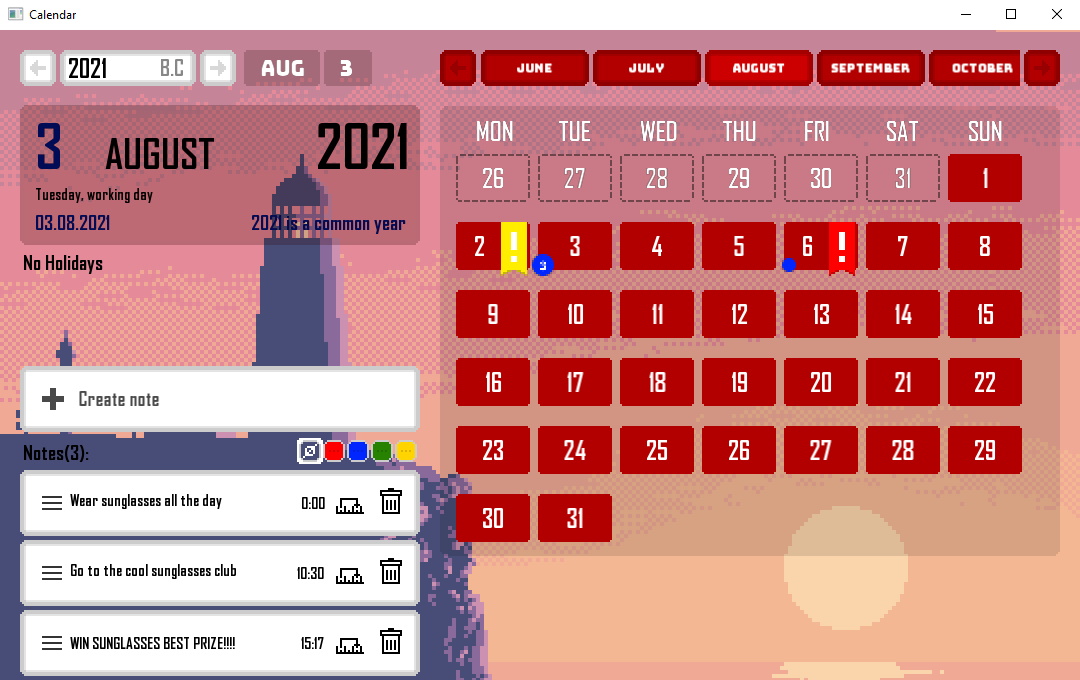 Calendar
2021 B.C AUG 3
JUNE JULY AUGUST SEPTEMBER OCTOBER
3 AUGUST 2021
Tuesday, working day
03.08.2021 2021 is a common year
No Holidays
Create note
Notes(3):
Wear sunglasses all the day 0:00
Go to the cool sunglasses club 10:30
WIN SUNGLASSES BEST PRIZE!!!! 15:17
MON TUE WED THU FRI SAT SUN
26 27 28 29 30 31 1
2 ! 3 3 4 5 6 ! 7 8
9 10 11 12 13 14 15
16 17 18 19 20 21 22
23 24 25 26 27 28 29
30 31